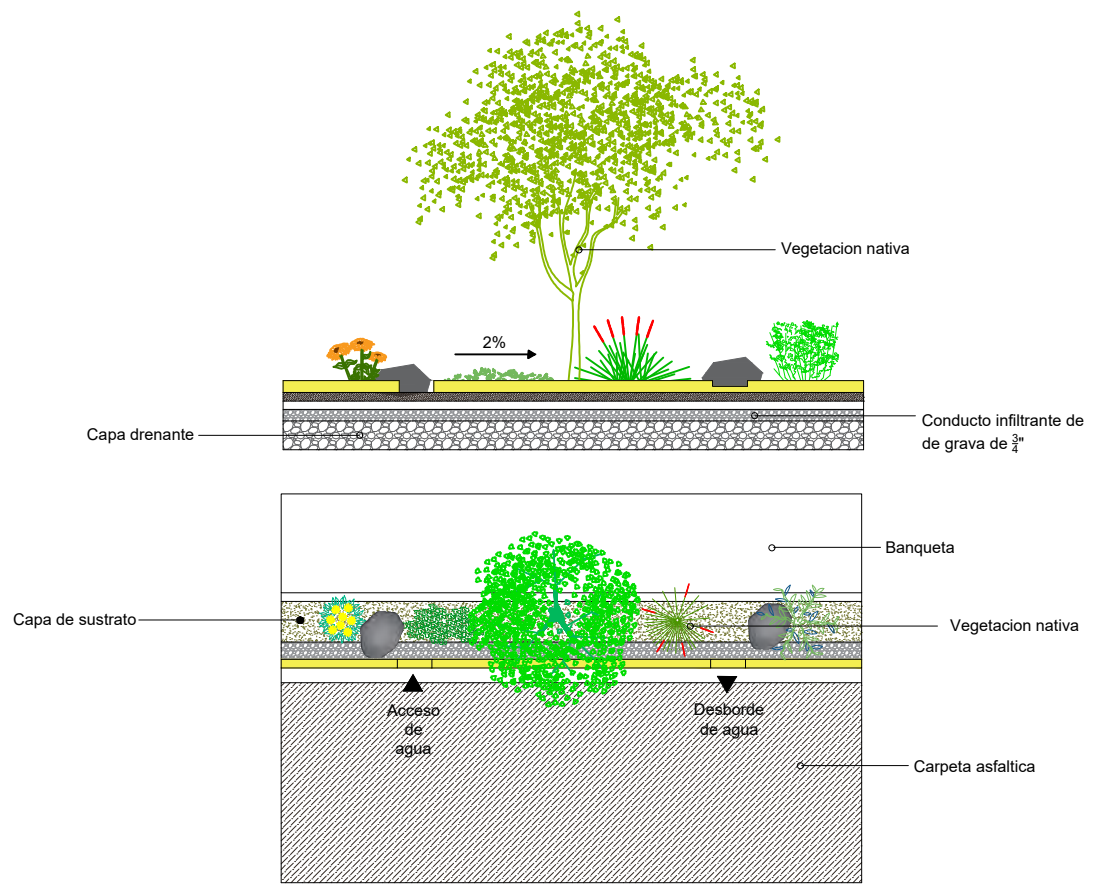 Vegetacion nativa
2%
Capa drenante
Conducto infiltrante de
de grava de 3/4"
Banqueta
Capa de sustrato
Vegetacion nativa
Acceso
de
agua
Desborde
de agua
Carpeta asfaltica